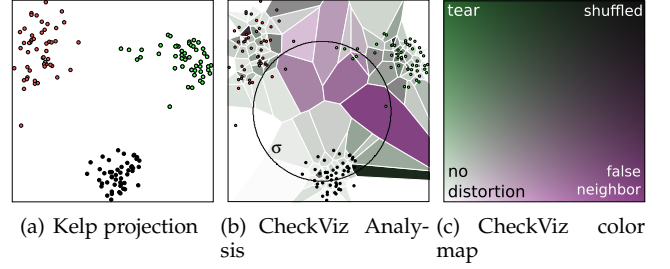 tear
shuffled
σ
no
distortion
false
neighbor
(a) Kelp projection
(b) CheckViz Analy-
sis
(c) CheckViz color
map